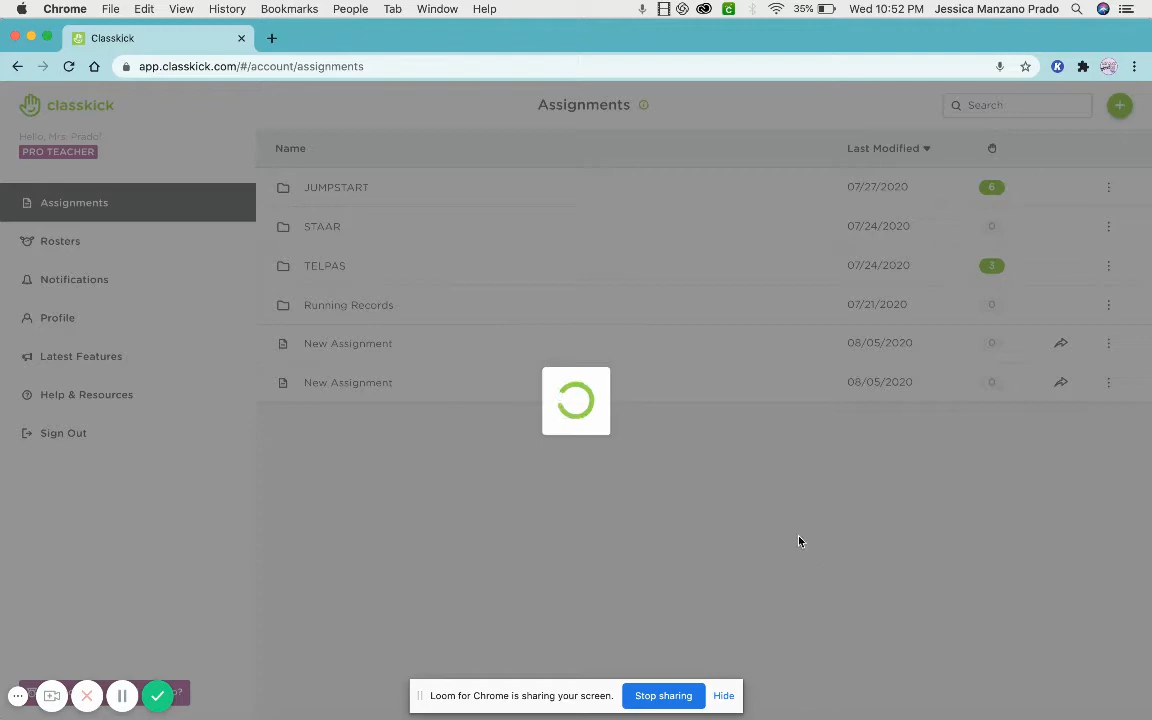 Chrome File Edit View History Bookmarks People Tab Window Help 35% Wed 10:52 PM Jessica Manzano Prado
Classkick
app.classkick.com/#/account/assignments
classkick Assignments Search
Hello, Mrs. Prado!
PRO TEACHER
Name Last Modified
Assignments
Rosters
Notifications
Profile
Latest Features
Help & Resources
Sign Out
JUMPSTART 07/27/2020 6
STAAR 07/24/2020 0
TELPAS 07/24/2020 3
Running Records 07/21/2020 0
New Assignment 08/05/2020 0
New Assignment 08/05/2020 0
Loom for Chrome is sharing your screen. Stop sharing Hide